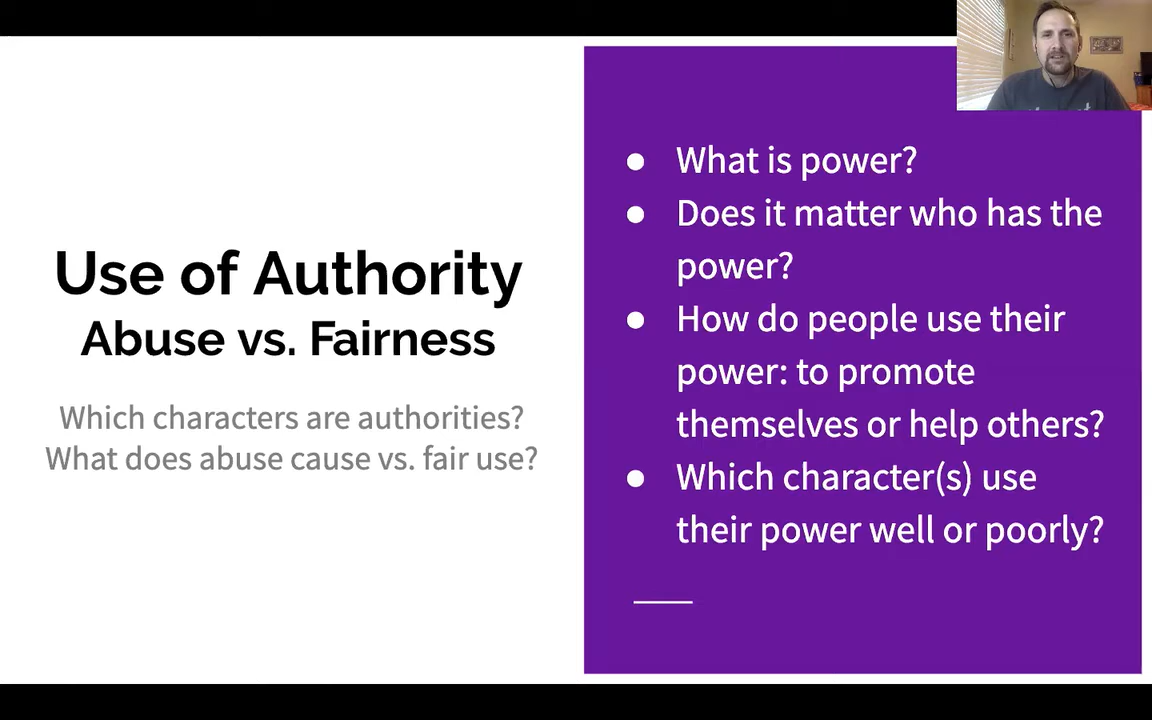 Use of Authority
Abuse vs. Fairness
Which characters are authorities?
What does abuse cause vs. fair use?
● What is power?
● Does it matter who has the
power?
● How do people use their
power: to promote
themselves or help others?
● Which character(s) use
their power well or poorly?